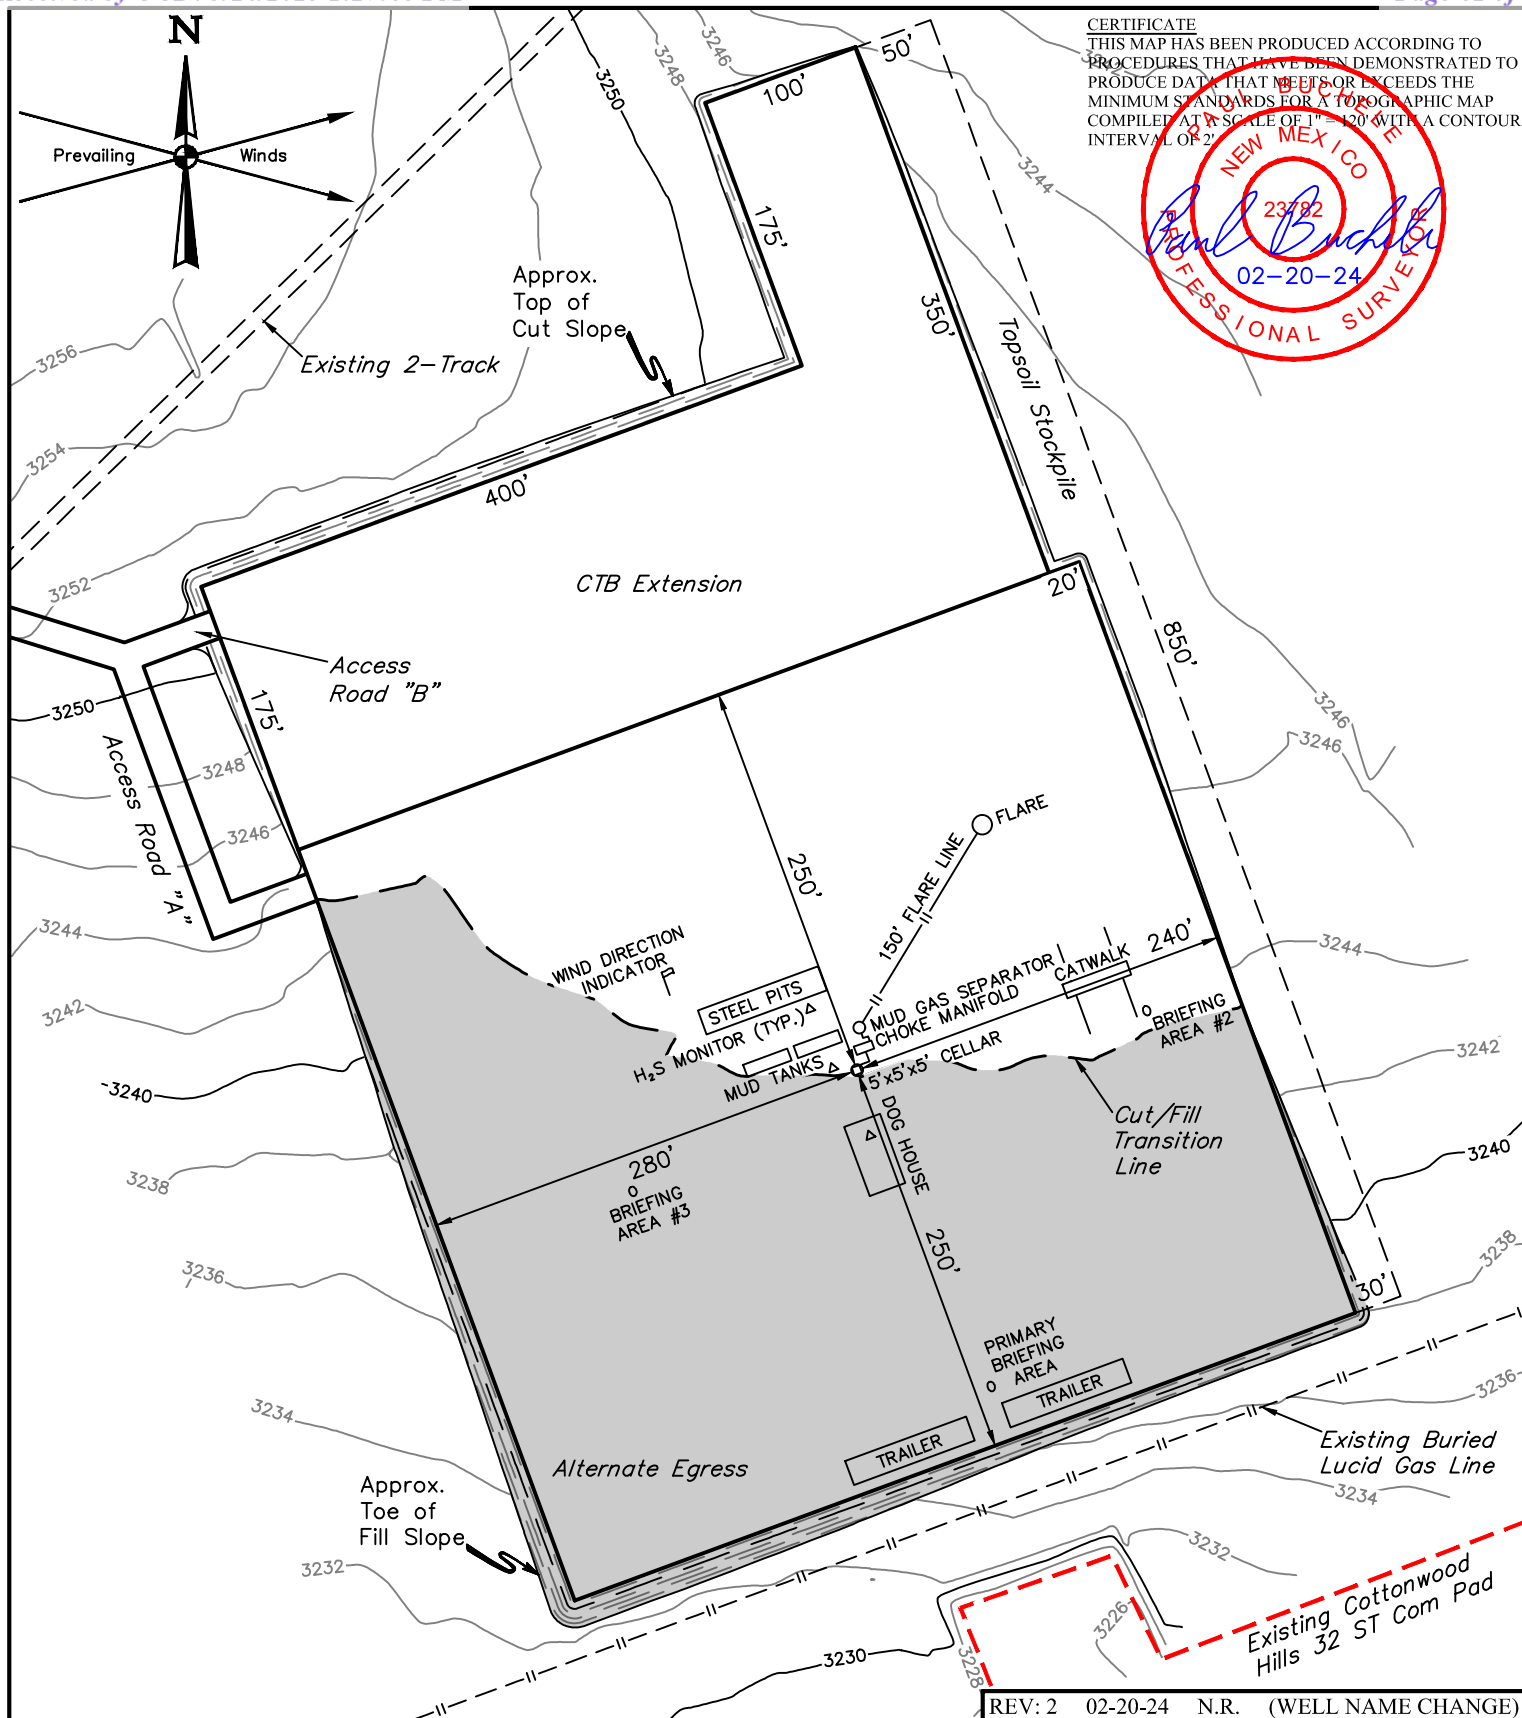 N
Prevailing Winds
CERTIFICATE
THIS MAP HAS BEEN PRODUCED ACCORDING TO
PROCEDURES THAT HAVE BEEN DEMONSTRATED TO
PRODUCE DATA THAT MEETS OR EXCEEDS THE
MINIMUM STANDARDS FOR A TOPOGRAPHIC MAP
COMPILED AT A SCALE OF 1" = 120' WITH A CONTOUR
INTERVAL OF 2'.
PAUL BUCHELE
NEW MEXICO
23782
02-20-24
PROFESSIONAL SURVEYOR
3246
3248
3250
50'
100'
3244
175'
350'
Approx.
Top of
Cut Slope
Existing 2-Track
3256
3254
3252
Topsoil Stockpile
400'
CTB Extension
20'
850'
Access
Road "B"
3250
175'
Access Road "A"
3248
3246
3246
3246
250'
FLARE
150' FLARE LINE
3244
3242
WIND DIRECTION
INDICATOR
STEEL PITS
H₂S MONITOR (TYP.)
MUD TANKS
MUD GAS SEPARATOR
CHOKE MANIFOLD
CATWALK
240'
5'x5'x5' CELLAR
BRIEFING
AREA #2
3244
3242
3240
3240
3238
DOG HOUSE
Cut/Fill
Transition
Line
280'
BRIEFING
AREA #3
250'
3236
3238
30'
PRIMARY
BRIEFING
AREA
TRAILER
TRAILER
3236
3234
Existing Buried
Lucid Gas Line
3234
Alternate Egress
Approx.
Toe of
Fill Slope
3232
3232
3230
3228
3226
Existing Cottonwood
Hills 32 ST Com Pad
REV: 2 02-20-24 N.R. (WELL NAME CHANGE)